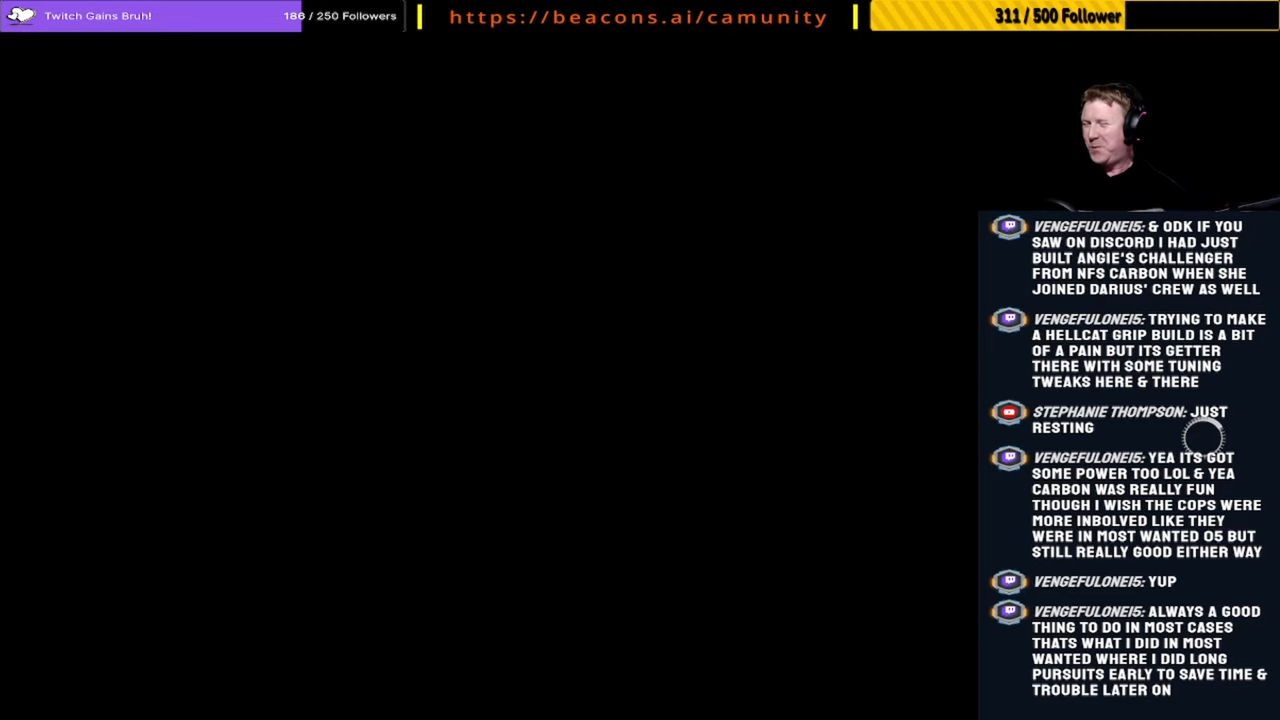 Twitch Gains Bruh!
186 / 250 Followers
https://beacons.ai/camunity
311 / 500 Follower
VENGEFULONE15: & ODK IF YOU
SAW ON DISCORD I HAD JUST
BUILT ANGIE'S CHALLENGER
FROM NFS CARBON WHEN SHE
JOINED DARIUS' CREW AS WELL
VENGEFULONE15: TRYING TO MAKE
A HELLCAT GRIP BUILD IS A BIT
OF A PAIN BUT ITS GETTER
THERE WITH SOME TUNING
TWEAKS HERE & THERE
STEPHANIE THOMPSON: JUST
RESTING
VENGEFULONE15: YEA ITS GOT
SOME POWER TOO LOL & YEA
CARBON WAS REALLY FUN
THOUGH I WISH THE COPS WERE
MORE INBOLVED LIKE THEY
WERE IN MOST WANTED 05 BUT
STILL REALLY GOOD EITHER WAY
VENGEFULONE15: YUP
VENGEFULONE15: ALWAYS A GOOD
THING TO DO IN MOST CASES
THATS WHAT I DID IN MOST
WANTED WHERE I DID LONG
PURSUITS EARLY TO SAVE TIME &
TROUBLE LATER ON